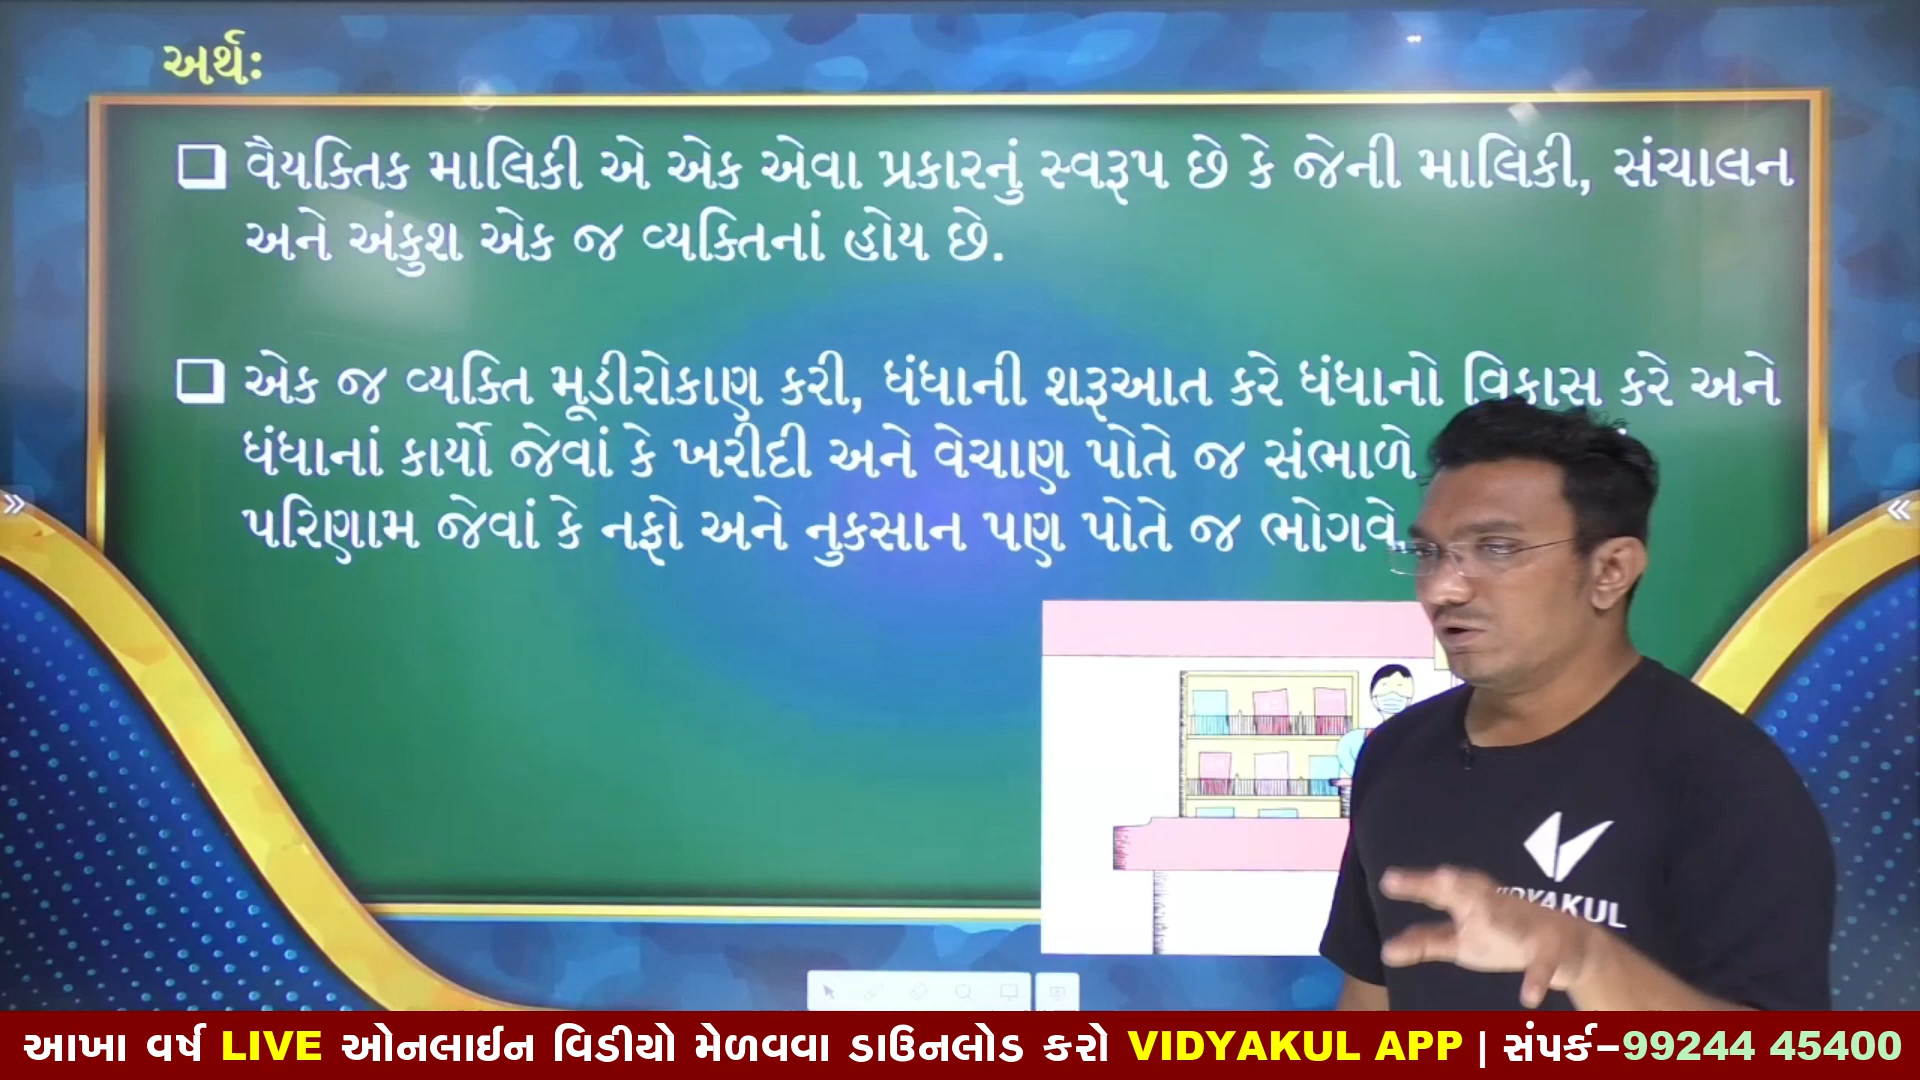 અર્થઃ
વૈયક્તિક માલિકી એ એક એવા પ્રકારનું સ્વરૂપ છે કે જેની માલિકી, સંચાલન
અને અંકુશ એક જ વ્યક્તિનાં હોય છે.
એક જ વ્યક્તિ મૂડીરોકાણ કરી, ધંધાની શરૂઆત કરે ધંધાનો વિકાસ કરે અને
ધંધાનાં કાર્યો જેવાં કે ખરીદી અને વેચાણ પોતે જ સંભાળે
પરિણામ જેવાં કે નફો અને નુકસાન પણ પોતે જ ભોગવે.
VIDYAKUL
આખા વર્ષ LIVE ઓનલાઈન વિડીયો મેળવવા ડાઉનલોડ કરો VIDYAKUL APP | સંપર્ક-99244 45400